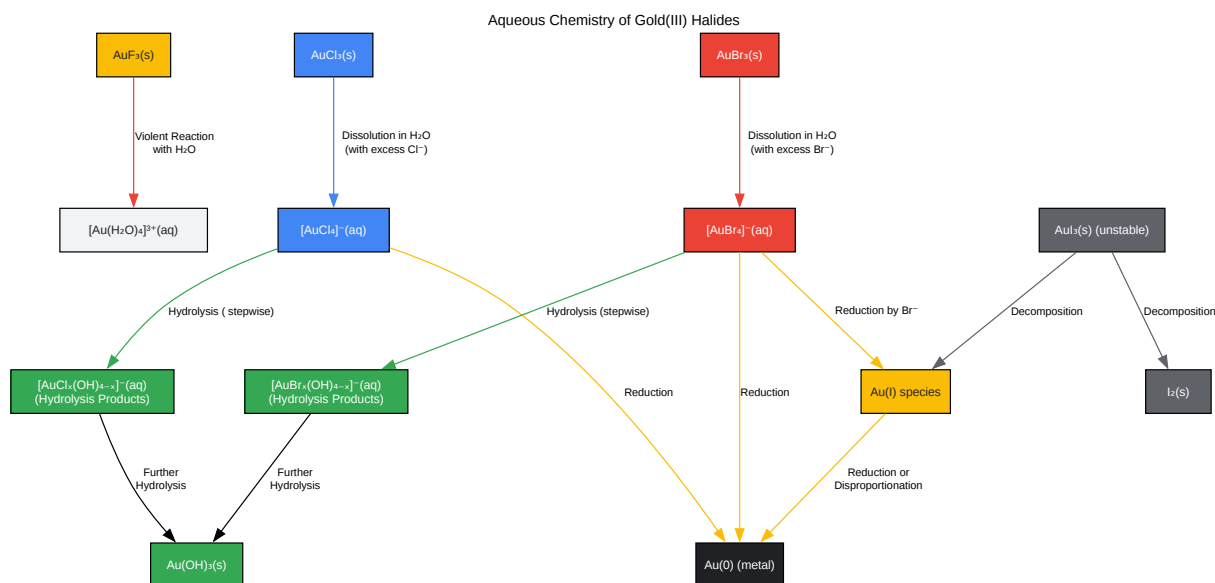 Aqueous Chemistry of Gold(III) Halides
AuF₃(s)
AuCl₃(s)
AuBr₃(s)
Violent Reaction
with H₂O
Dissolution in H₂O
(with excess Cl⁻)
Dissolution in H₂O
(with excess Br⁻)
[Au(H₂O)₄]³⁺(aq)
[AuCl₄]⁻(aq)
[AuBr₄]⁻(aq)
AuI₃(s) (unstable)
Hydrolysis ( stepwise)
Hydrolysis (stepwise)
Reduction by Br⁻
Decomposition
Decomposition
[AuClₓ(OH)₄₋ₓ]⁻(aq)
(Hydrolysis Products)
[AuBrₓ(OH)₄₋ₓ]⁻(aq)
(Hydrolysis Products)
Reduction
Reduction
Au(I) species
I₂(s)
Further
Hydrolysis
Further
Hydrolysis
Reduction or
Disproportionation
Au(OH)₃(s)
Au(0) (metal)